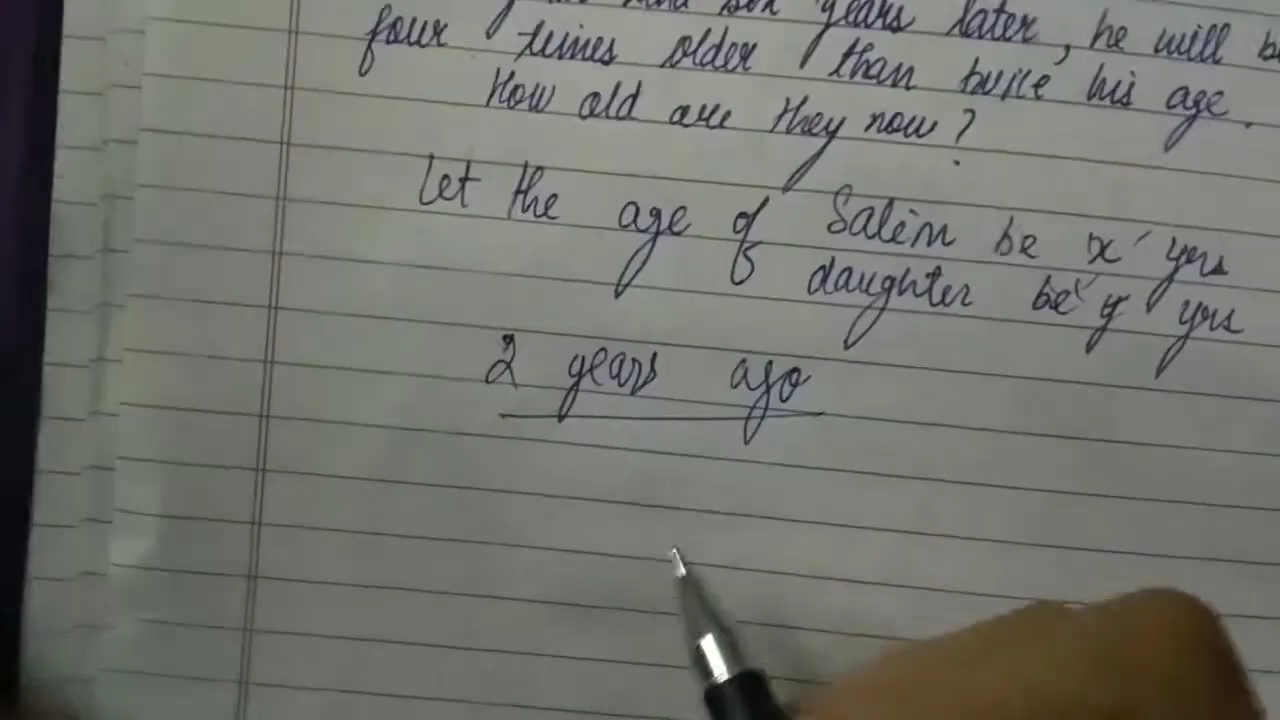 years later, he will
four times older than twice his age.
How old are they now?
Let the age of Salim be 'x' yrs
daughter be 'y' yrs
2 years ago